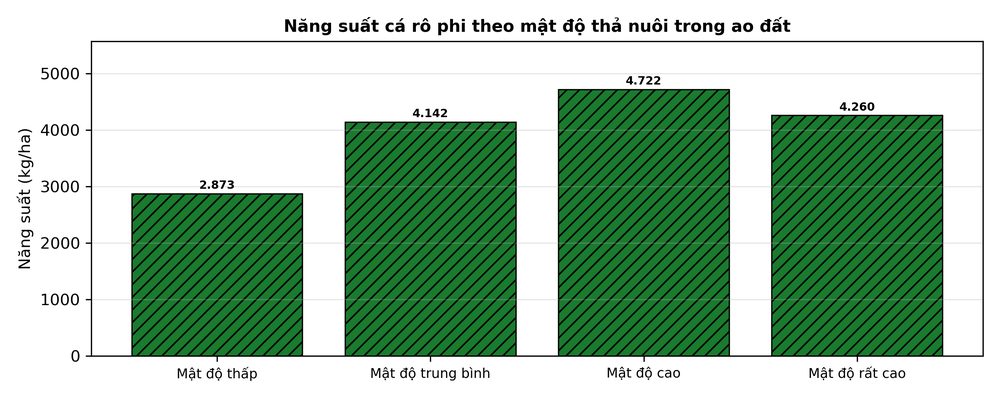 Năng suất cá rô phi theo mật độ thả nuôi trong ao đất
Năng suất (kg/ha)
5000
4000
3000
2000
1000
0
2.873
4.142
4.722
4.260
Mật độ thấp
Mật độ trung bình
Mật độ cao
Mật độ rất cao